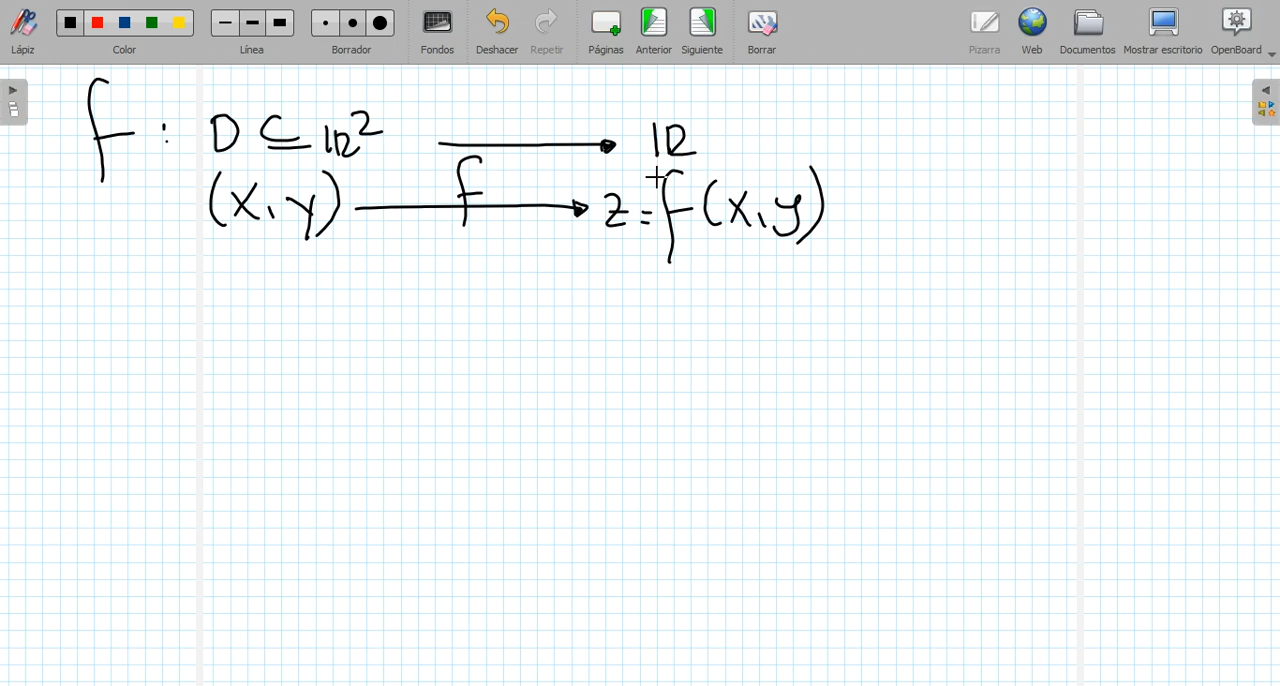 Lápiz Color Línea Borrador Fondos Deshacer Repetir Páginas Anterior Siguiente Borrar Pizarra Web Documentos Mostrar escritorio OpenBoard
f : D ⊆ ℝ² → ℝ
(x, y) f → z = f(x, y)